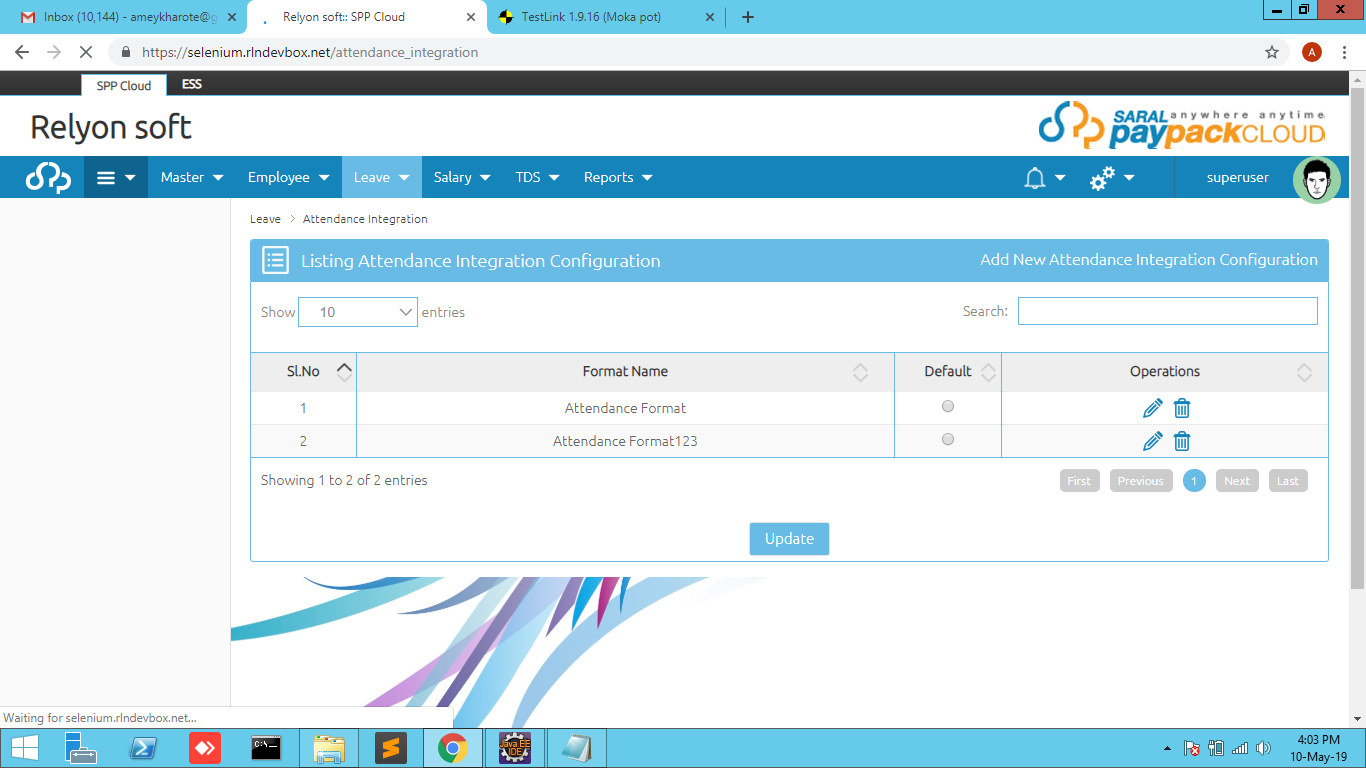 Inbox (10,144) - ameykharote@g
Relyon soft:: SPP Cloud
TestLink 1.9.16 (Moka pot)
https://selenium.rlndevbox.net/attendance_integration
A
SPP Cloud
ESS
Relyon soft
SARAL anywhere anytime
paypackCLOUD
Master
Employee
Leave
Salary
TDS
Reports
superuser
Leave > Attendance Integration
Listing Attendance Integration Configuration
Add New Attendance Integration Configuration
Show 10 entries
Search:
Sl.No Format Name Default Operations
1 Attendance Format
2 Attendance Format123
Showing 1 to 2 of 2 entries
First Previous 1 Next Last
Update
Waiting for selenium.rlndevbox.net...
C:\_
Java EE
IDE
4:03 PM
10-May-19